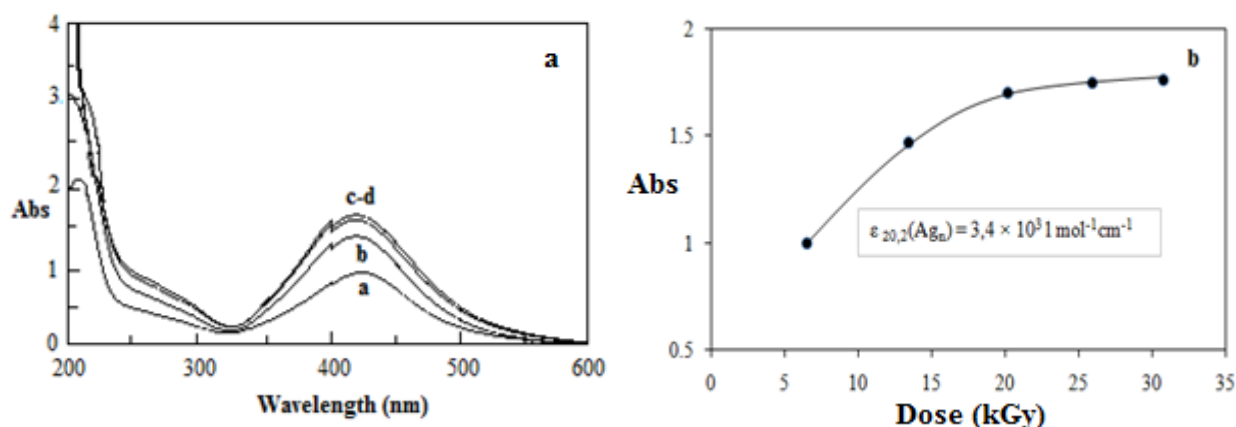 4
3
2
1
0
Abs
a
c-d
b
a
200
300
400
500
600
Wavelength (nm)
2
1.5
1
0.5
Abs
b
ε 20,2(Agn) = 3,4 × 10³ l mol⁻¹ cm⁻¹
0
5
10
15
20
25
30
35
Dose (kGy)